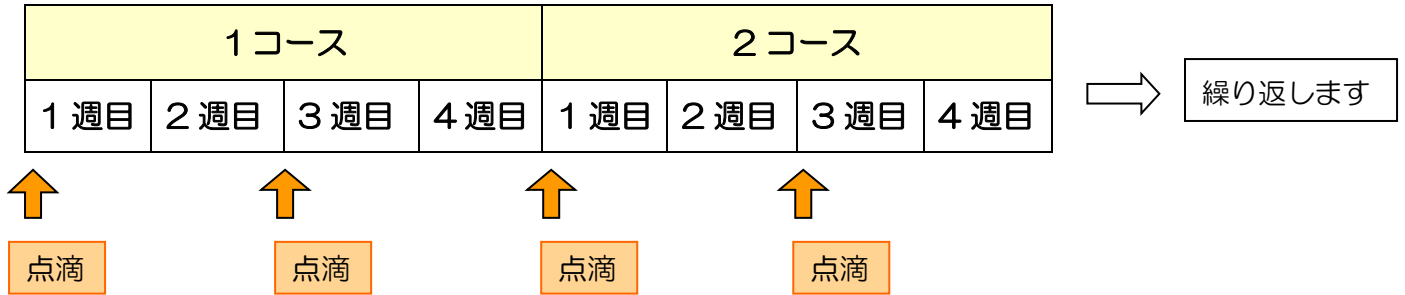 １コース ２コース
１週目 ２週目 ３週目 ４週目 １週目 ２週目 ３週目 ４週目
繰り返します
点滴 点滴 点滴 点滴